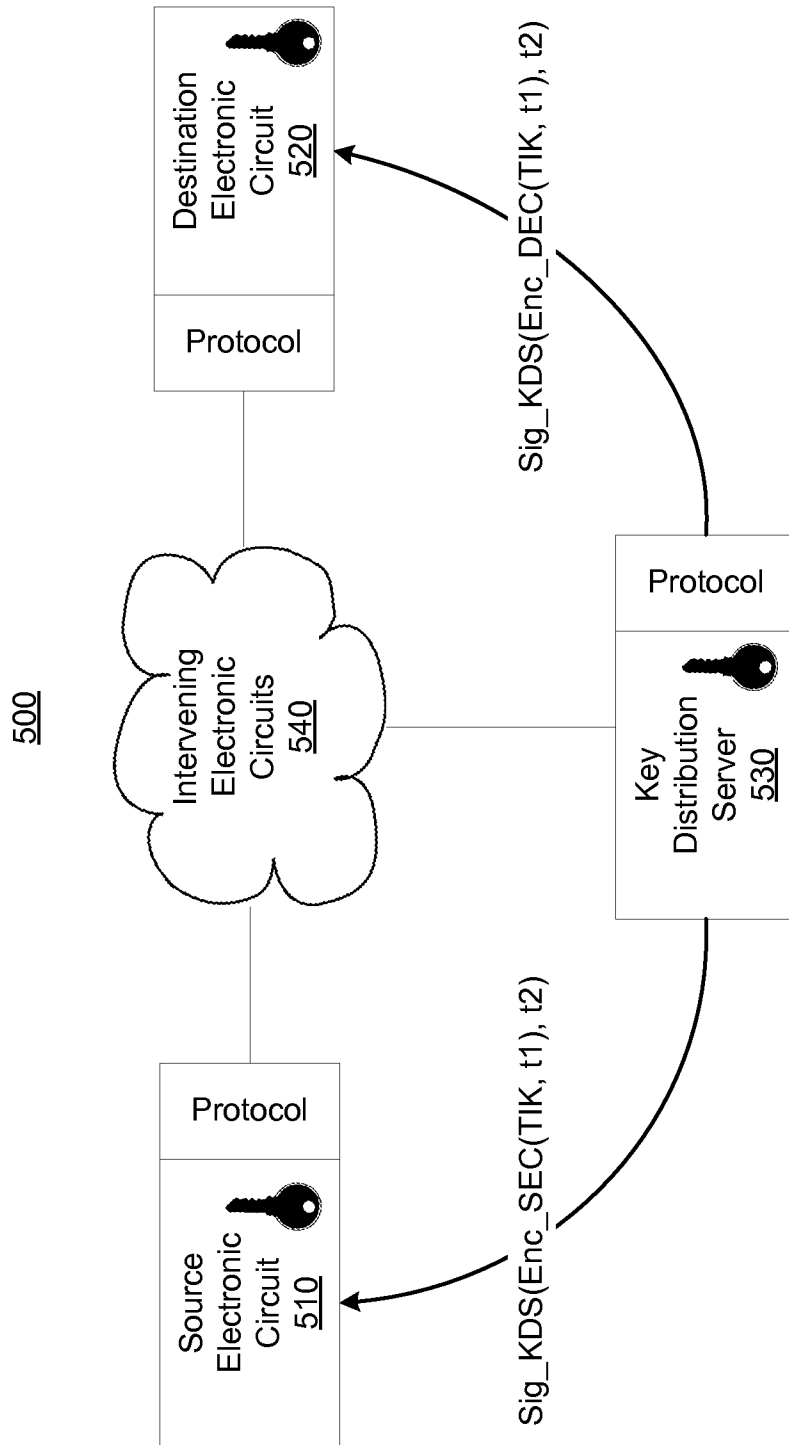 500
Source
Electronic
Circuit
510
Protocol
Intervening
Electronic
Circuits
540
Protocol
Destination
Electronic
Circuit
520
Sig_KDS(Enc_SEC(TIK, t1), t2)
Sig_KDS(Enc_DEC(TIK, t1), t2)
Key
Distribution
Server
530
Protocol